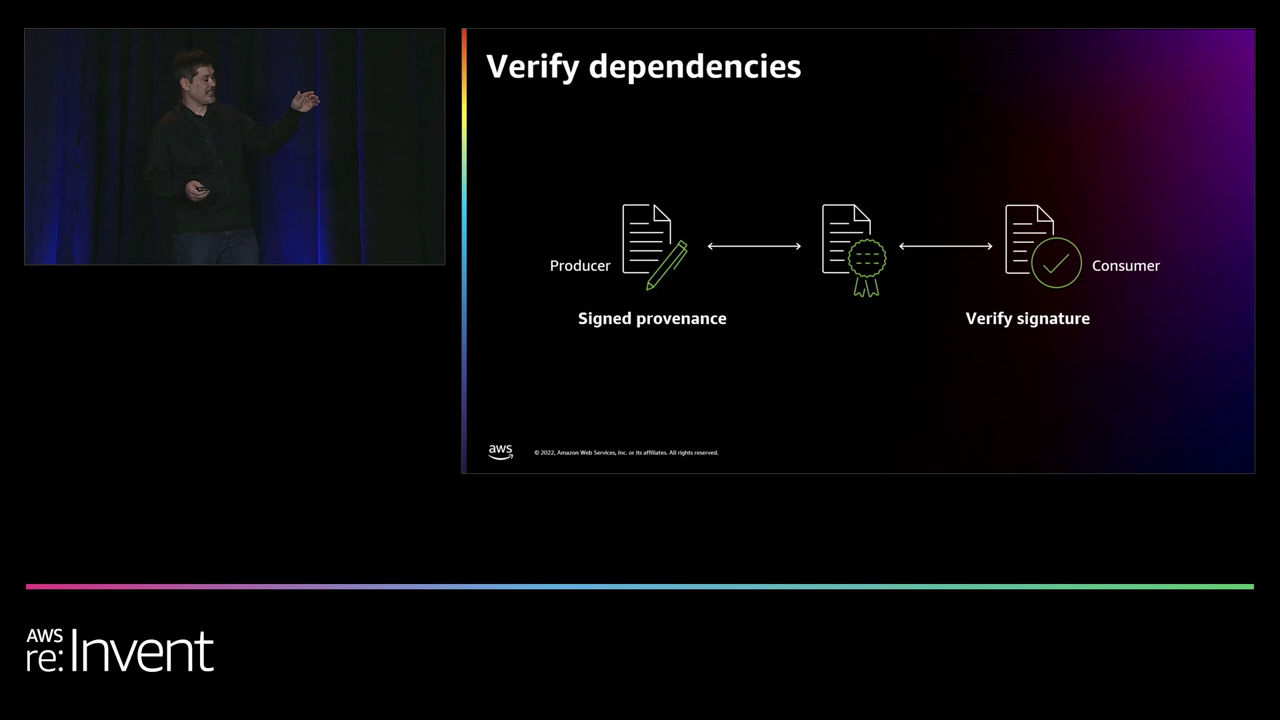 Verify dependencies
Producer
Consumer
Signed provenance
Verify signature
aws
© 2022, Amazon Web Services, Inc. or its affiliates. All rights reserved.
AWS
re:Invent